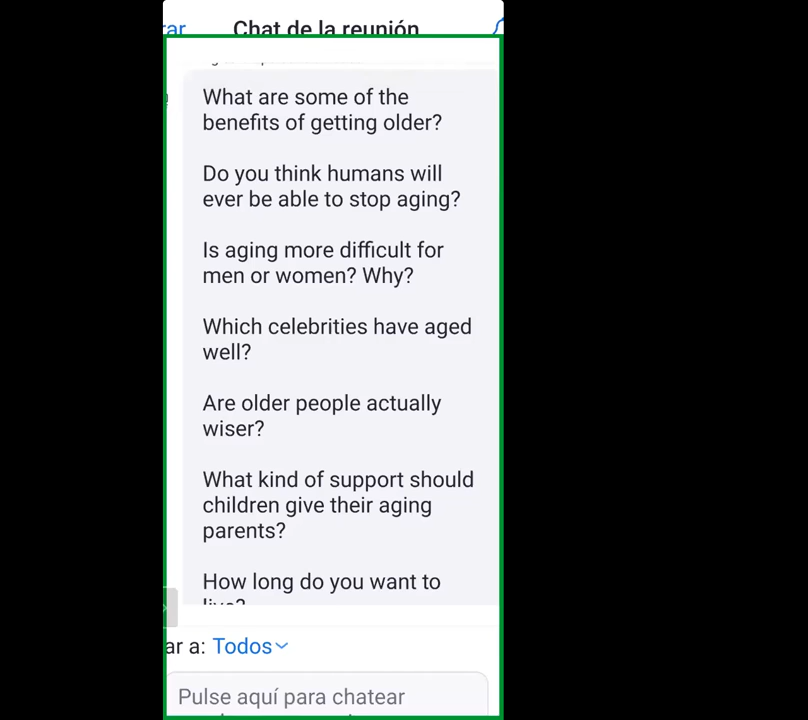 rar
Chat de la reunión
What are some of the
benefits of getting older?
Do you think humans will
ever be able to stop aging?
Is aging more difficult for
men or women? Why?
Which celebrities have aged
well?
Are older people actually
wiser?
What kind of support should
children give their aging
parents?
How long do you want to
live?
ar a: Todos
Pulse aquí para chatear